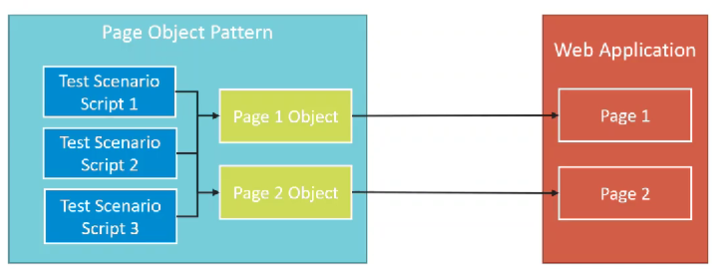 Page Object Pattern
Test Scenario
Script 1
Test Scenario
Script 2
Test Scenario
Script 3
Page 1 Object
Page 2 Object
Web Application
Page 1
Page 2